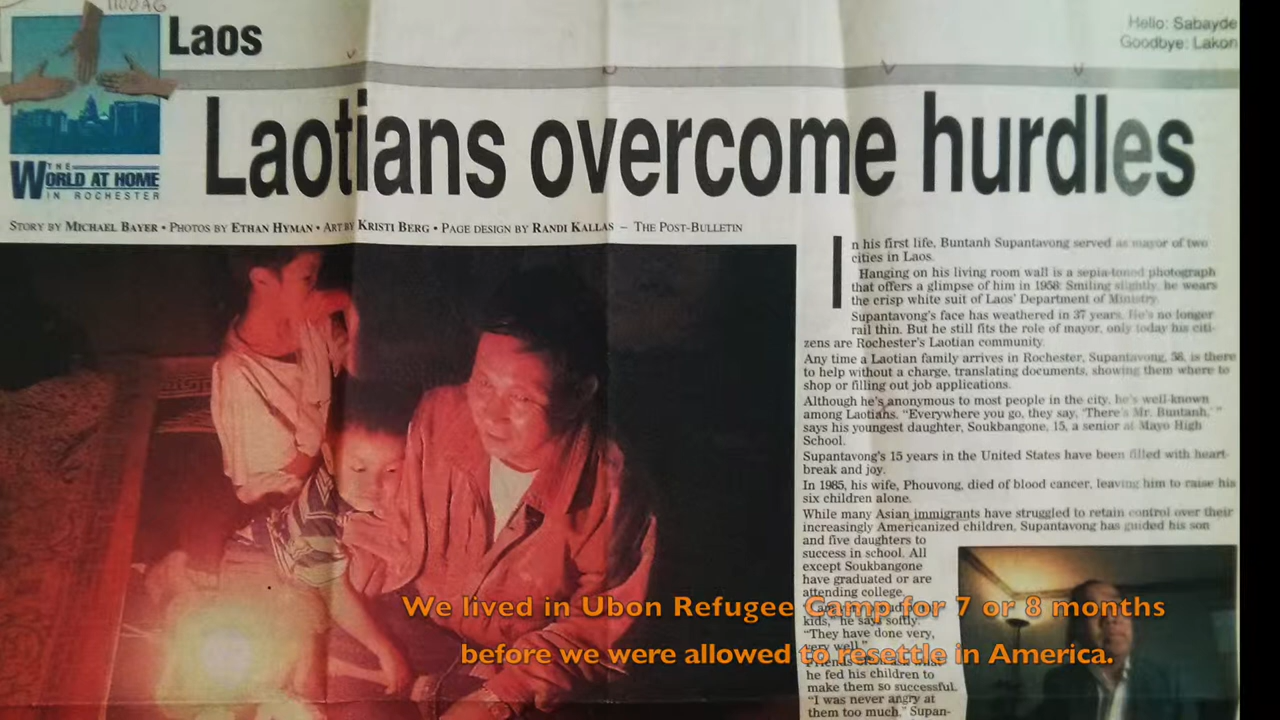 Laos
Hello: Sabayde
Goodbye: Lakon
THE
WORLD AT HOME
IN ROCHESTER
Laotians overcome hurdles
STORY BY MICHAEL BAYER • PHOTOS BY ETHAN HYMAN • ART BY KRISTI BERG • PAGE DESIGN BY RANDI KALLAS – THE POST-BULLETIN
In his first life, Buntanh Supantavong served as mayor of two
cities in Laos.
Hanging on his living room wall is a sepia-toned photograph
that offers a glimpse of him in 1958: Smiling slightly, he wears
the crisp white suit of Laos' Department of Ministry.
Supantavong's face has weathered in 37 years. He's no longer
rail thin. But he still fits the role of mayor, only today his citi-
zens are Rochester's Laotian community.
Any time a Laotian family arrives in Rochester, Supantavong, 58, is there
to help without a charge, translating documents, showing them where to
shop or filling out job applications.
Although he's anonymous to most people in the city, he's well-known
among Laotians. "Everywhere you go, they say, 'There's Mr. Buntanh,' "
says his youngest daughter, Soukbangone, 15, a senior at Mayo High
School.
Supantavong's 15 years in the United States have been filled with heart-
break and joy.
In 1985, his wife, Phouvong, died of blood cancer, leaving him to raise his
six children alone.
While many Asian immigrants have struggled to retain control over their
increasingly Americanized children, Supantavong has guided his son
and five daughters to
success in school. All
except Soukbangone
have graduated or are
attending college.
kids," he says softly.
"They have done very,
very well."
he fed his children to
make them so successful.
"I was never angry at
them too much," Supan-
We lived in Ubon Refugee Camp for 7 or 8 months
before we were allowed to resettle in America.